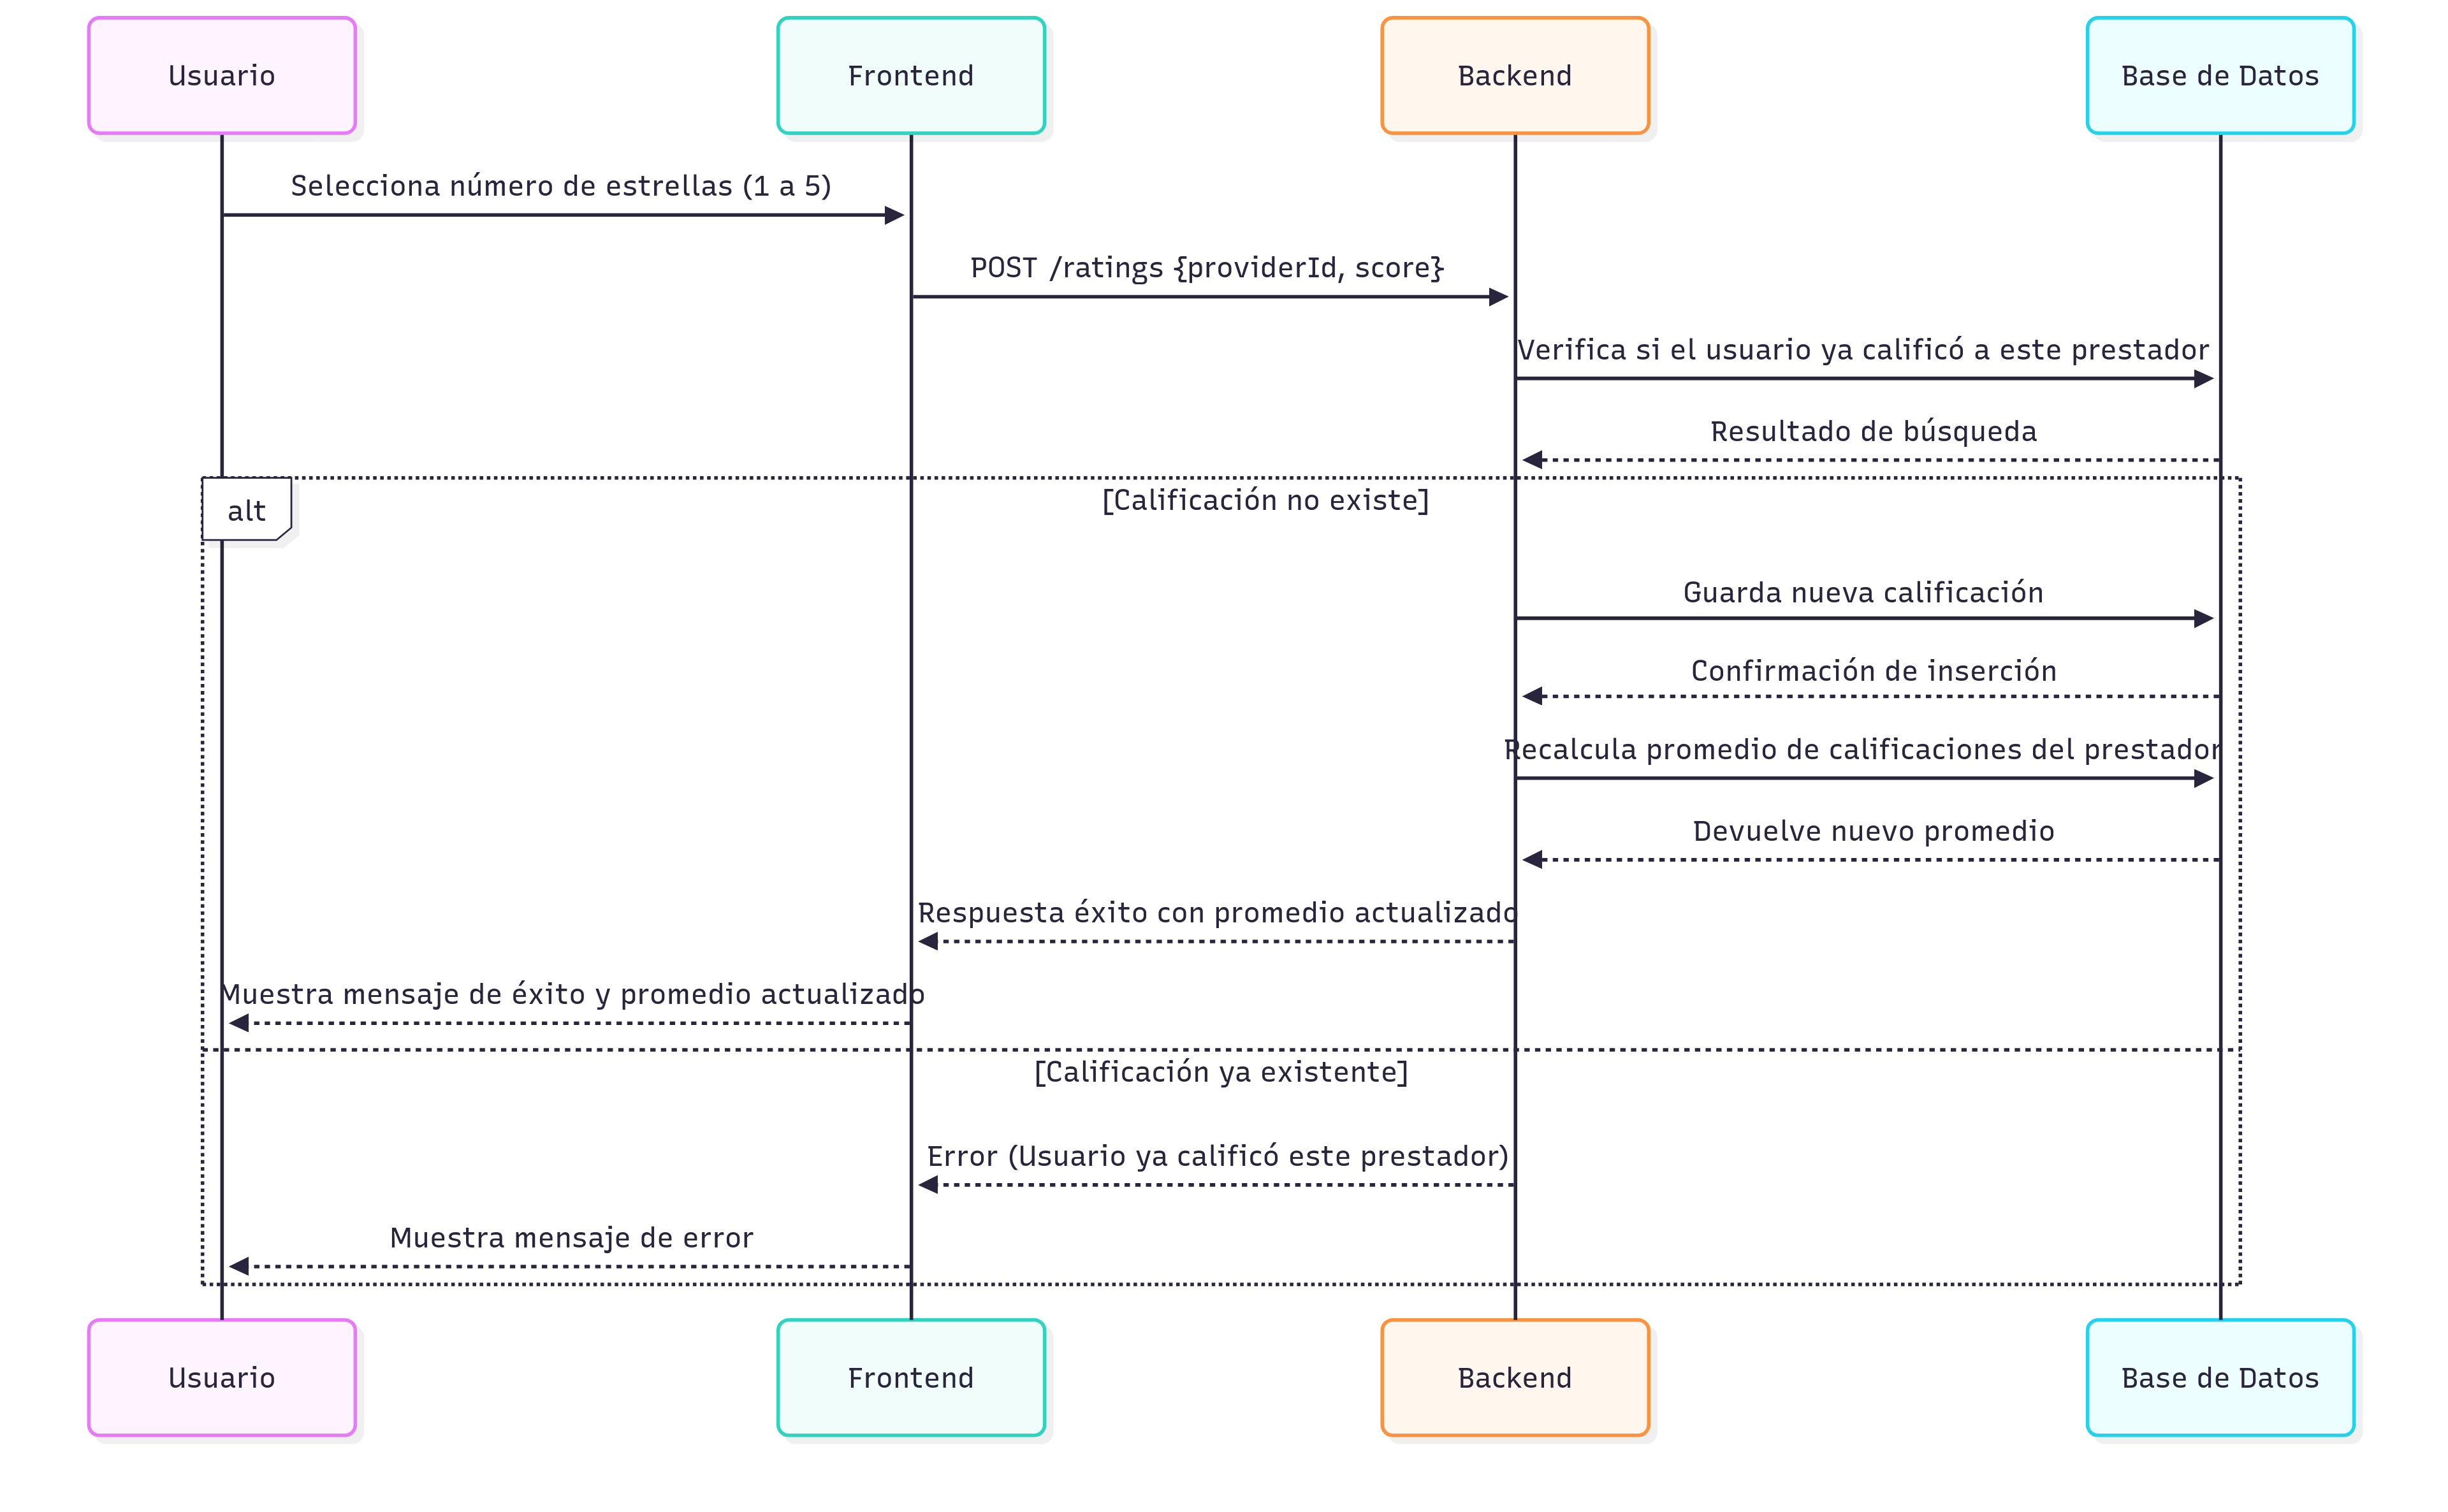 Usuario
Frontend
Backend
Base de Datos
Selecciona número de estrellas (1 a 5)
POST /ratings {providerId, score}
Verifica si el usuario ya calificó a este prestador
Resultado de búsqueda
alt
[Calificación no existe]
Guarda nueva calificación
Confirmación de inserción
Recalcula promedio de calificaciones del prestador
Devuelve nuevo promedio
Respuesta éxito con promedio actualizado
Muestra mensaje de éxito y promedio actualizado
[Calificación ya existente]
Error (Usuario ya calificó este prestador)
Muestra mensaje de error
Usuario
Frontend
Backend
Base de Datos